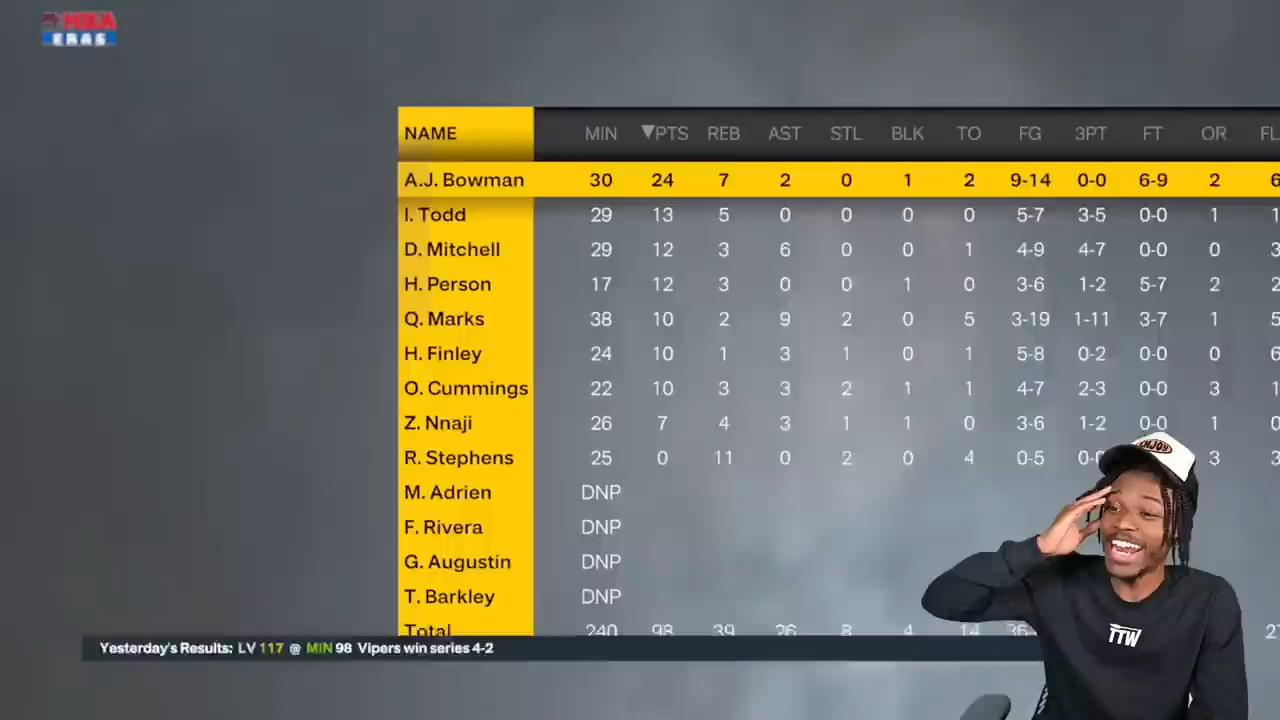 MyNBA
ERAS
NAME MIN ▼PTS REB AST STL BLK TO FG 3PT FT OR
A.J. Bowman 30 24 7 2 0 1 2 9-14 0-0 6-9 2 6
I. Todd 29 13 5 0 0 0 0 5-7 3-5 0-0 1 1
D. Mitchell 29 12 3 6 0 0 1 4-9 4-7 0-0 0 3
H. Person 17 12 3 0 0 1 0 3-6 1-2 5-7 2 2
Q. Marks 38 10 2 9 2 0 5 3-19 1-11 3-7 1 5
H. Finley 24 10 1 3 1 0 1 5-8 0-2 0-0 0 6
O. Cummings 22 10 3 3 2 1 1 4-7 2-3 0-0 3 1
Z. Nnaji 26 7 4 3 1 1 0 3-6 1-2 0-0 1 0
R. Stephens 25 0 11 0 2 0 4 0-5 3 3
M. Adrien DNP
F. Rivera DNP
G. Augustin DNP
T. Barkley DNP
Total 240 98 39 26 8 4 14
Yesterday's Results: LV 117 @ MIN 98 Vipers win series 4-2
ENJOY
TTW